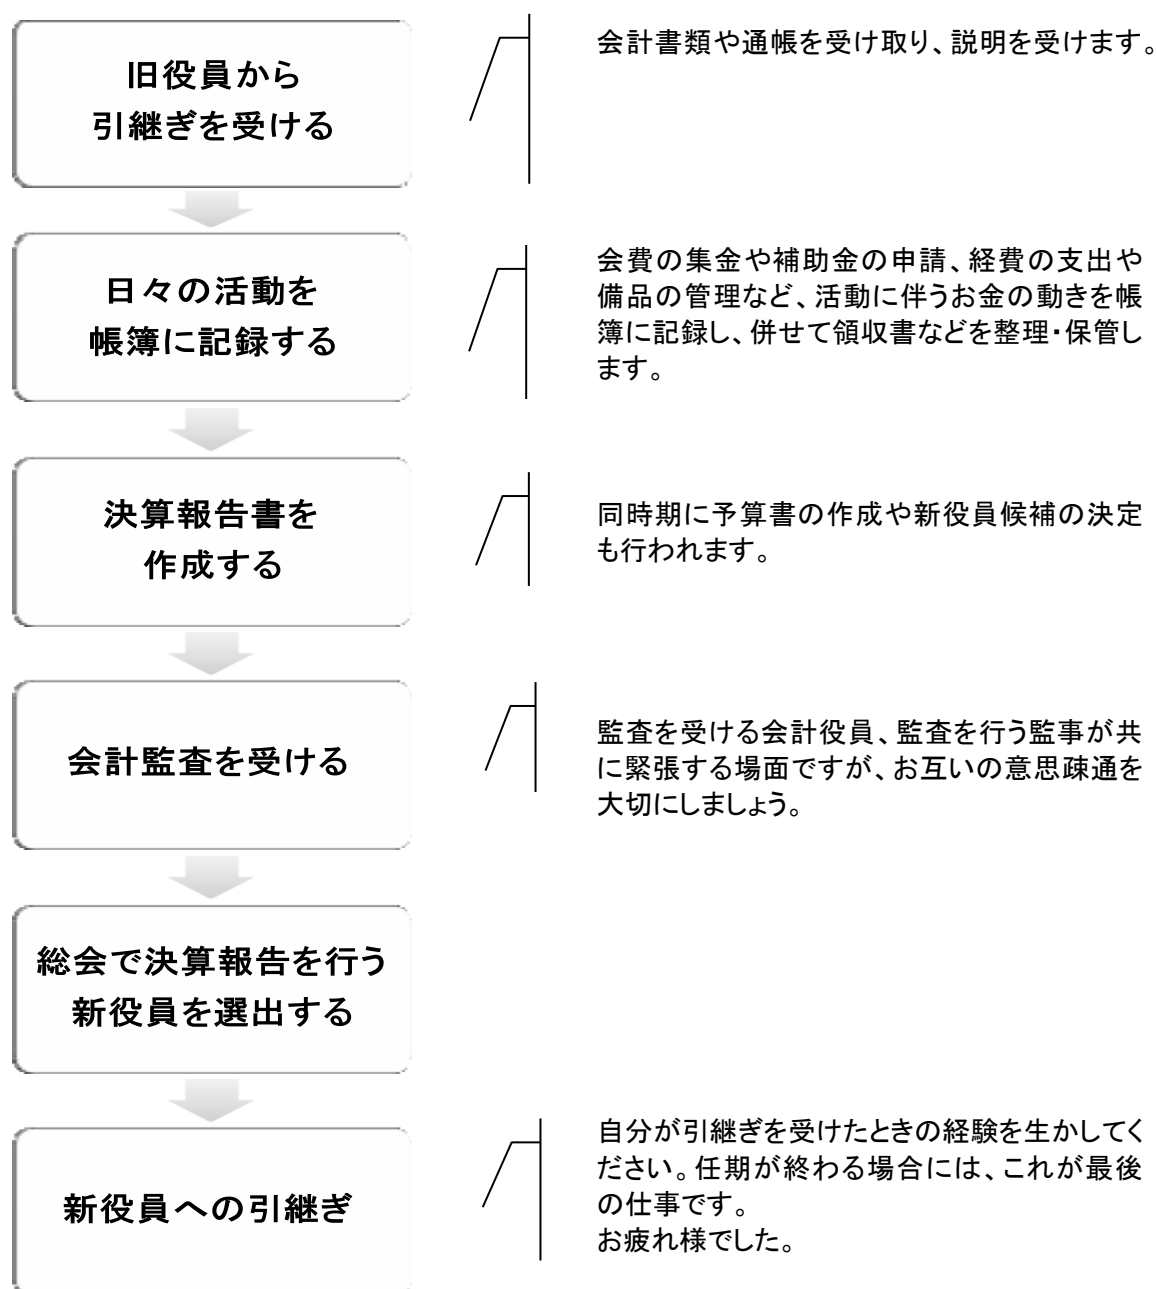 旧役員から
引継ぎを受ける
会計書類や通帳を受け取り、説明を受けます。
日々の活動を
帳簿に記録する
会費の集金や補助金の申請、経費の支出や
備品の管理など、活動に伴うお金の動きを帳
簿に記録し、併せて領収書などを整理・保管し
ます。
決算報告書を
作成する
同時期に予算書の作成や新役員候補の決定
も行われます。
会計監査を受ける
監査を受ける会計役員、監査を行う監事が共
に緊張する場面ですが、お互いの意思疎通を
大切にしましょう。
総会で決算報告を行う
新役員を選出する
新役員への引継ぎ
自分が引継ぎを受けたときの経験を生かしてく
ださい。任期が終わる場合には、これが最後
の仕事です。
お疲れ様でした。